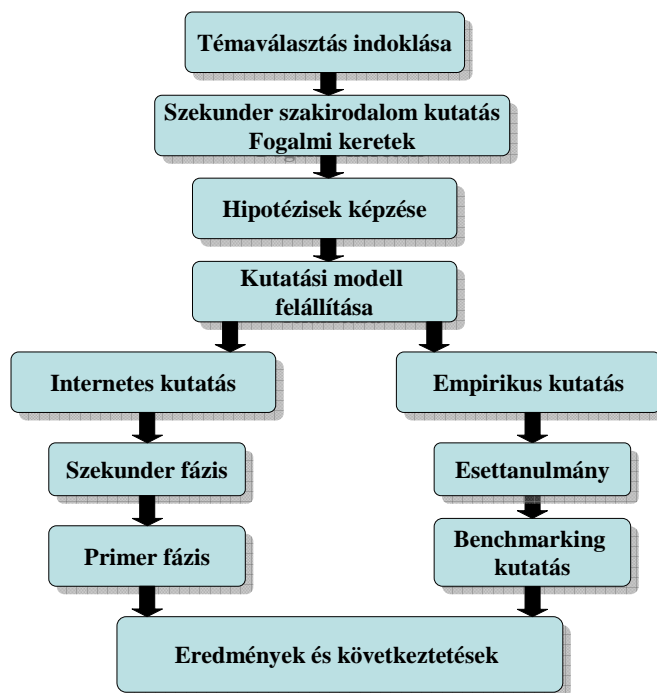 Témaválasztás indoklása
Szekunder szakirodalom kutatás
Fogalmi keretek
Hipotézisek képzése
Kutatási modell
felállítása
Internetes kutatás
Empirikus kutatás
Szekunder fázis
Esettanulmány
Primer fázis
Benchmarking
kutatás
Eredmények és következtetések